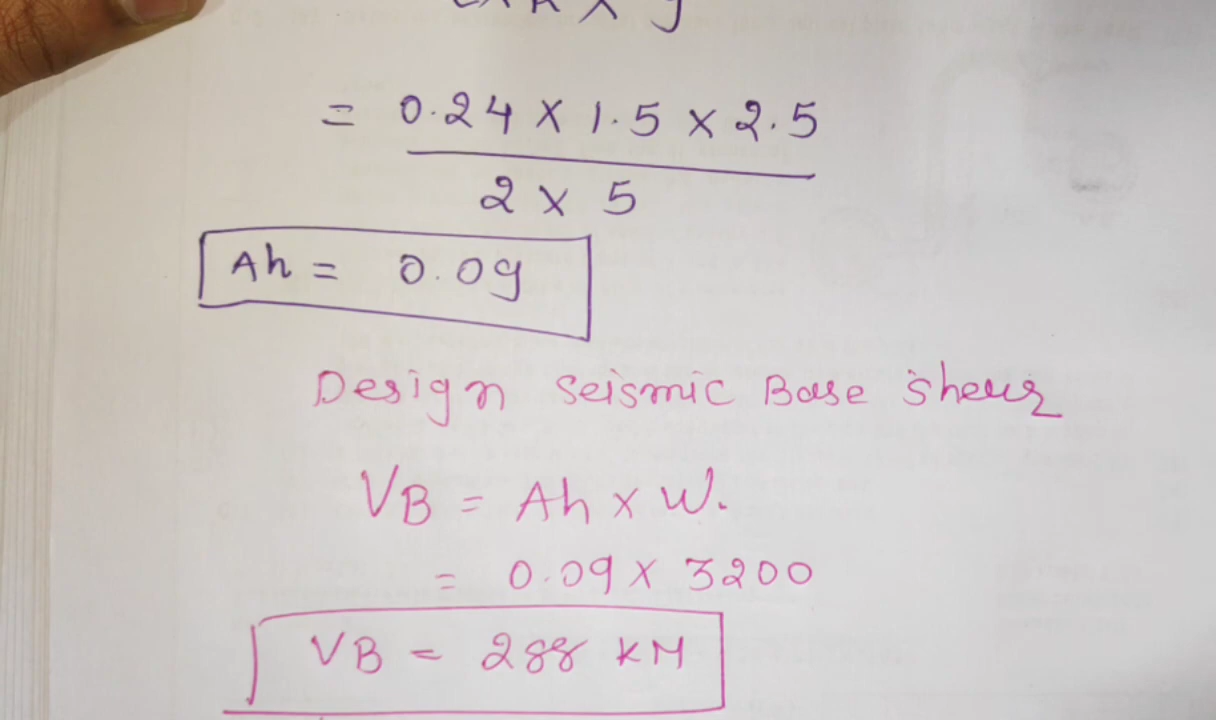 = 0.24 x 1.5 x 2.5
2 x 5
Ah = 0.09
Design seismic Base shear
VB = Ah x W.
= 0.09 x 3200
VB = 288 KM